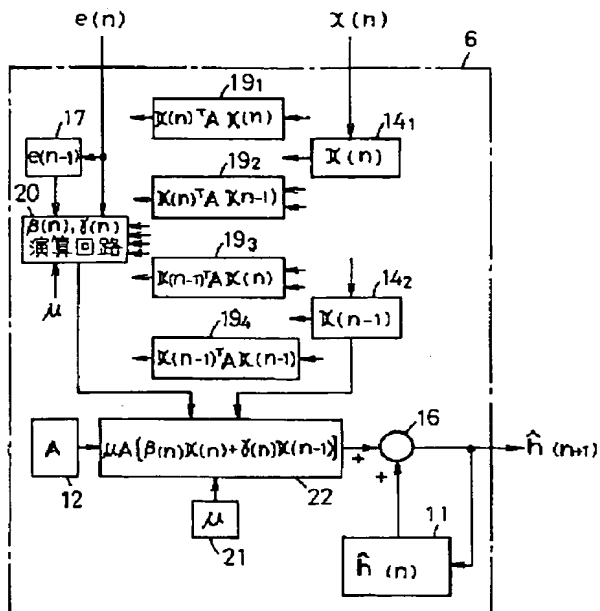 e(n)
x(n)
6
19₁
𝕏(n)ᵀA 𝕏(n)
17
e(n-1)
14₁
𝕏(n)
19₂
𝕏(n)ᵀA 𝕏(n-1)
20
β(n), γ(n)
演算回路
19₃
𝕏(n-1)ᵀA 𝕏(n)
μ
14₂
𝕏(n-1)
19₄
𝕏(n-1)ᵀA 𝕏(n-1)
16
A
μA{β(n)𝕏(n)+γ(n)𝕏(n-1)}
+
ĥ(n+1)
12
22
+
μ
21
11
ĥ(n)